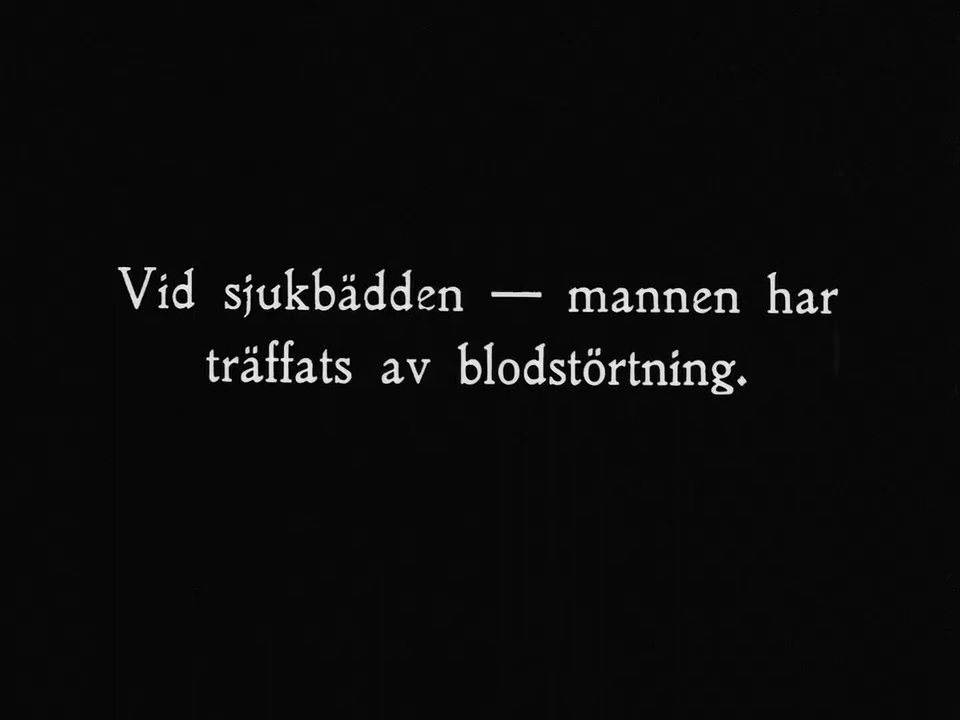 Vid sjukbädden — mannen har
träffats av blodstörtning.